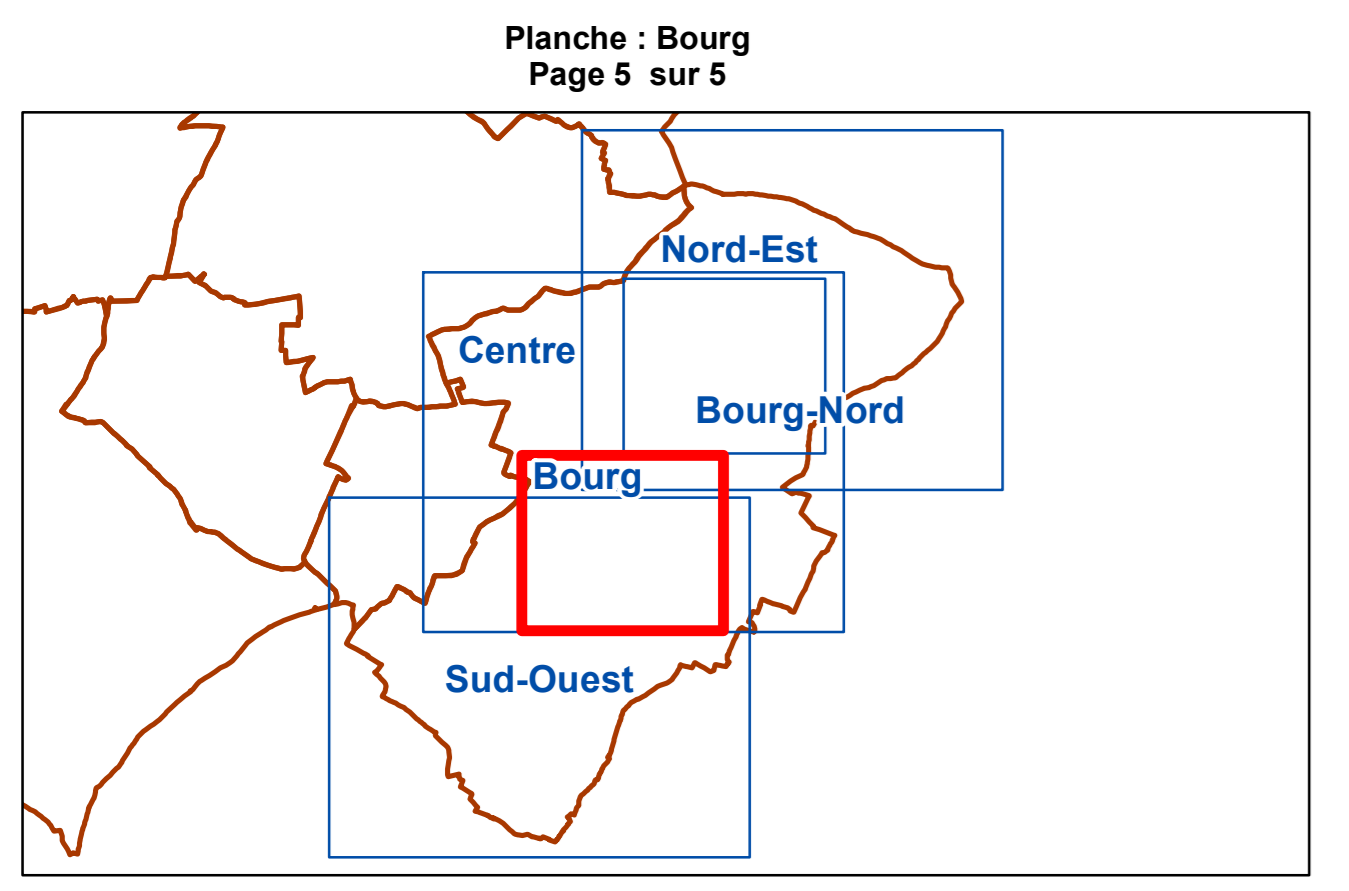 Planche : Bourg
Page 5 sur 5
Nord-Est
Centre
Bourg-Nord
Bourg
Sud-Ouest